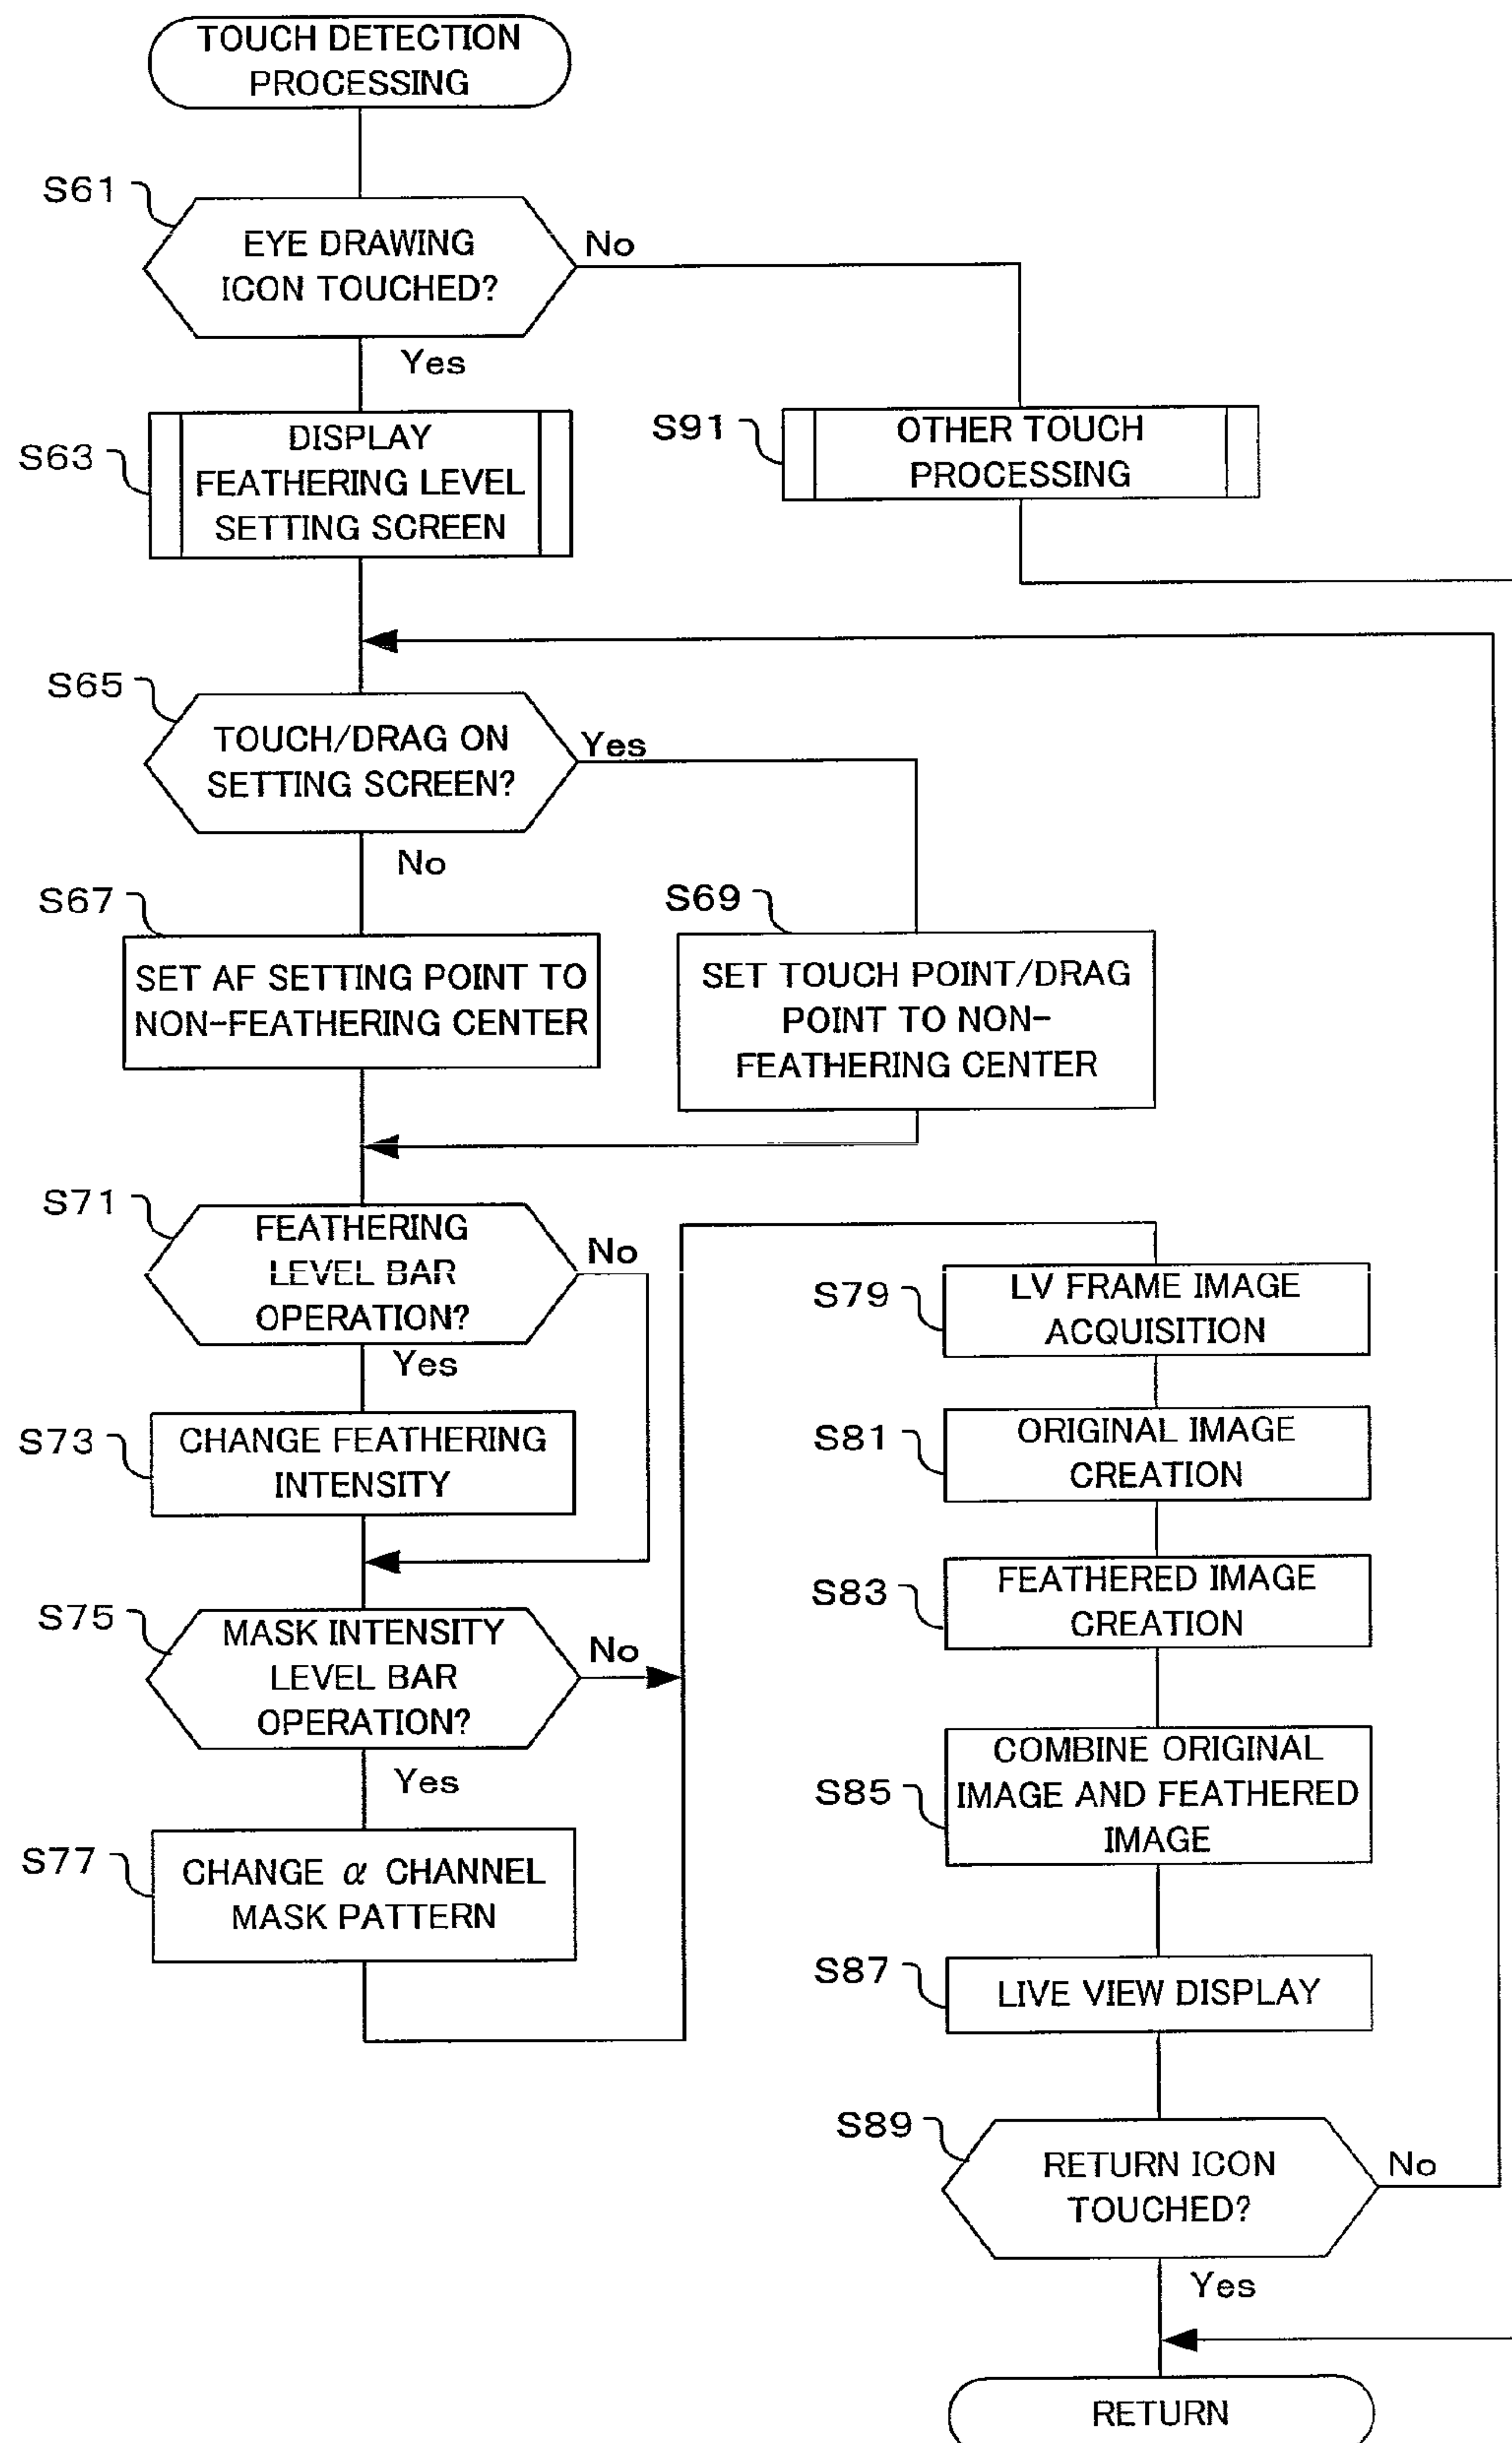 TOUCH DETECTION
PROCESSING
S61
EYE DRAWING
ICON TOUCHED?
No
Yes
S63
DISPLAY
FEATHERING LEVEL
SETTING SCREEN
S91
OTHER TOUCH
PROCESSING
S65
TOUCH/DRAG ON
SETTING SCREEN?
Yes
No
S67
SET AF SETTING POINT TO
NON-FEATHERING CENTER
S69
SET TOUCH POINT/DRAG
POINT TO NON-
FEATHERING CENTER
S71
FEATHERING
LEVEL BAR
OPERATION?
No
Yes
S73
CHANGE FEATHERING
INTENSITY
S75
MASK INTENSITY
LEVEL BAR
OPERATION?
No
Yes
S77
CHANGE α CHANNEL
MASK PATTERN
S79
LV FRAME IMAGE
ACQUISITION
S81
ORIGINAL IMAGE
CREATION
S83
FEATHERED IMAGE
CREATION
S85
COMBINE ORIGINAL
IMAGE AND FEATHERED
IMAGE
S87
LIVE VIEW DISPLAY
S89
RETURN ICON
TOUCHED?
No
Yes
RETURN